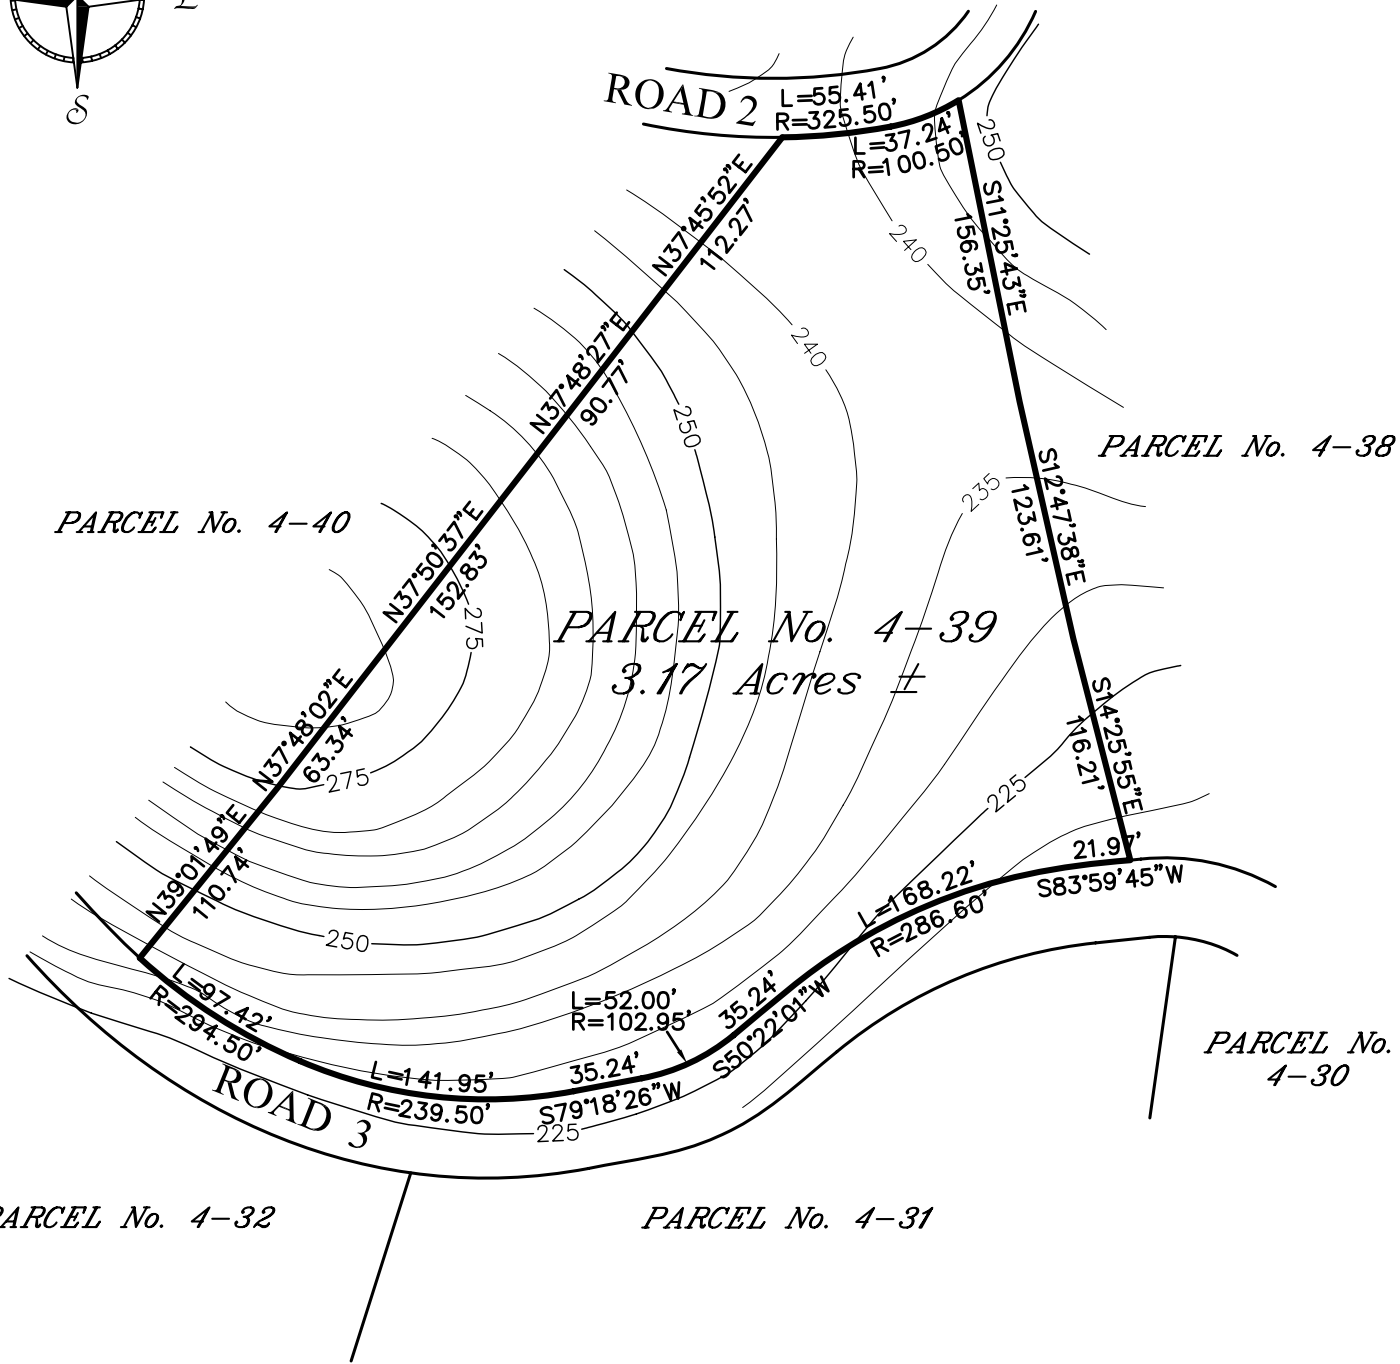 E
S
ROAD 2
L=55.41'
R=325.50'
L=37.24'
R=100.50'
250
N37°45'52"E
112.27'
S11°25'43"E
156.35'
240
240
N37°48'27"E
90.77'
250
PARCEL No. 4-38
S12°47'38"E
123.61'
235
PARCEL No. 4-40
N37°50'37"E
152.83'
275
PARCEL No. 4-39
3.17 Acres ±
N37°48'02"E
63.34'
275
S14°25'55"E
116.21'
225
N39°01'49"E
110.74'
21.97'
S83°59'45"W
L=168.22'
R=286.60'
250
L=97.42'
R=294.50'
L=52.00'
R=102.95'
35.24'
S50°22'01"W
PARCEL No.
4-30
L=141.95'
R=239.50'
35.24'
S79°18'26"W
225
ROAD 3
PARCEL No. 4-32
PARCEL No. 4-31